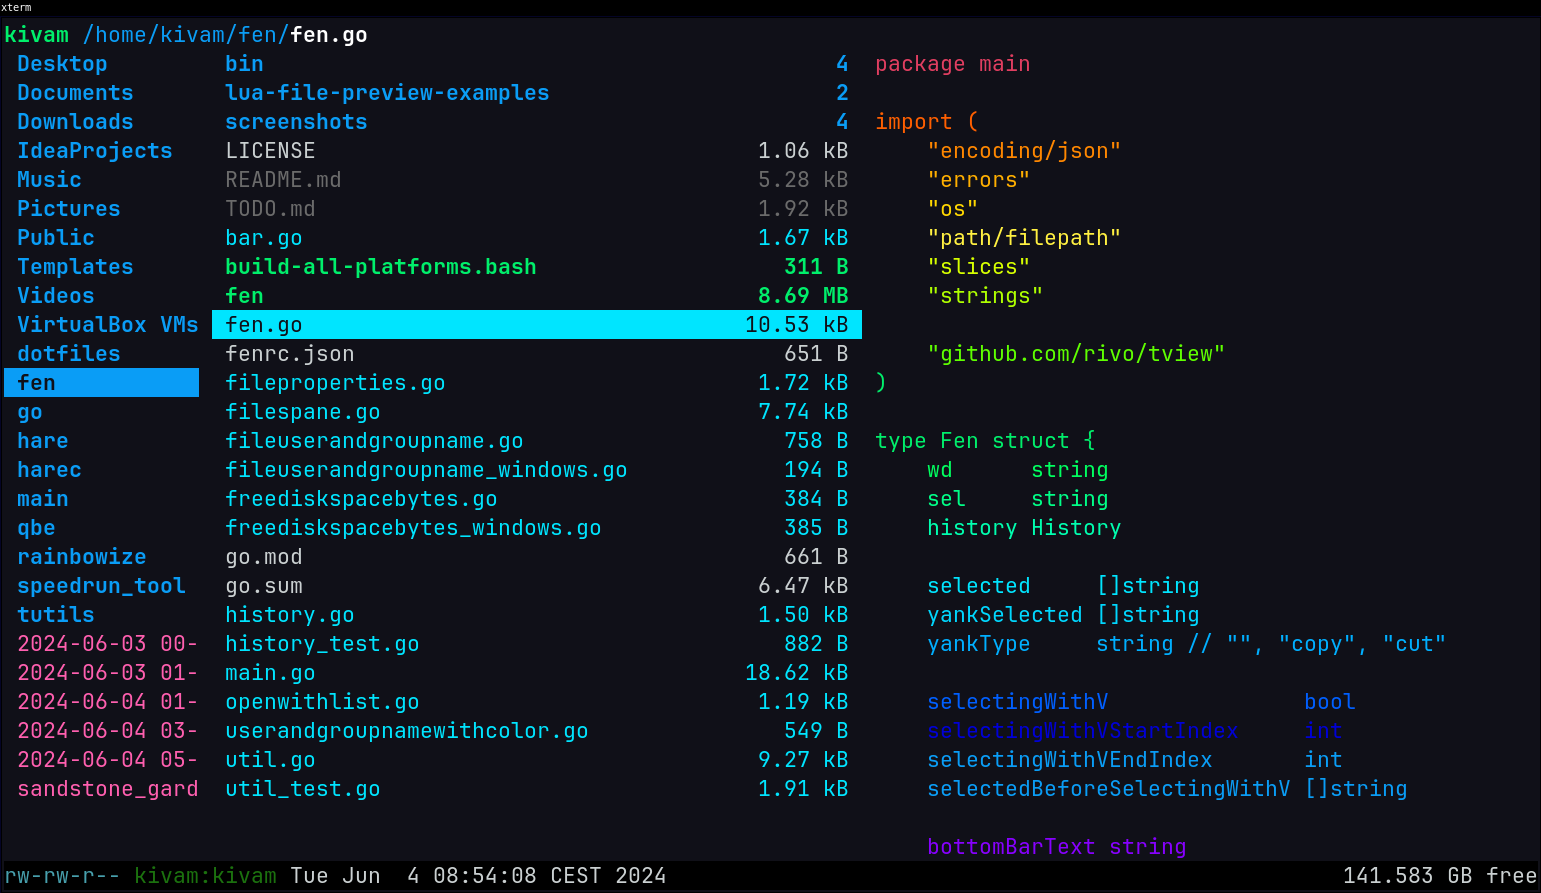 xterm
kivam /home/kivam/fen/fen.go
Desktop bin 4 package main
Documents lua-file-preview-examples 2
Downloads screenshots 4 import (
IdeaProjects LICENSE 1.06 kB "encoding/json"
Music README.md 5.28 kB "errors"
Pictures TODO.md 1.92 kB "os"
Public bar.go 1.67 kB "path/filepath"
Templates build-all-platforms.bash 311 B "slices"
Videos fen 8.69 MB "strings"
VirtualBox VMs fen.go 10.53 kB
dotfiles fenrc.json 651 B "github.com/rivo/tview"
fen fileproperties.go 1.72 kB )
go filespane.go 7.74 kB
hare fileuserandgroupname.go 758 B type Fen struct {
harec fileuserandgroupname_windows.go 194 B wd string
main freediskspacebytes.go 384 B sel string
qbe freediskspacebytes_windows.go 385 B history History
rainbowize go.mod 661 B
speedrun_tool go.sum 6.47 kB selected []string
tutils history.go 1.50 kB yankSelected []string
2024-06-03 00- history_test.go 882 B yankType string // "", "copy", "cut"
2024-06-03 01- main.go 18.62 kB
2024-06-04 01- openwithlist.go 1.19 kB selectingWithV bool
2024-06-04 03- userandgroupnamewithcolor.go 549 B selectingWithVStartIndex int
2024-06-04 05- util.go 9.27 kB selectingWithVEndIndex int
sandstone_gard util_test.go 1.91 kB selectedBeforeSelectingWithV []string
bottomBarText string
rw-rw-r-- kivam:kivam Tue Jun  4 08:54:08 CEST 2024 141.583 GB free